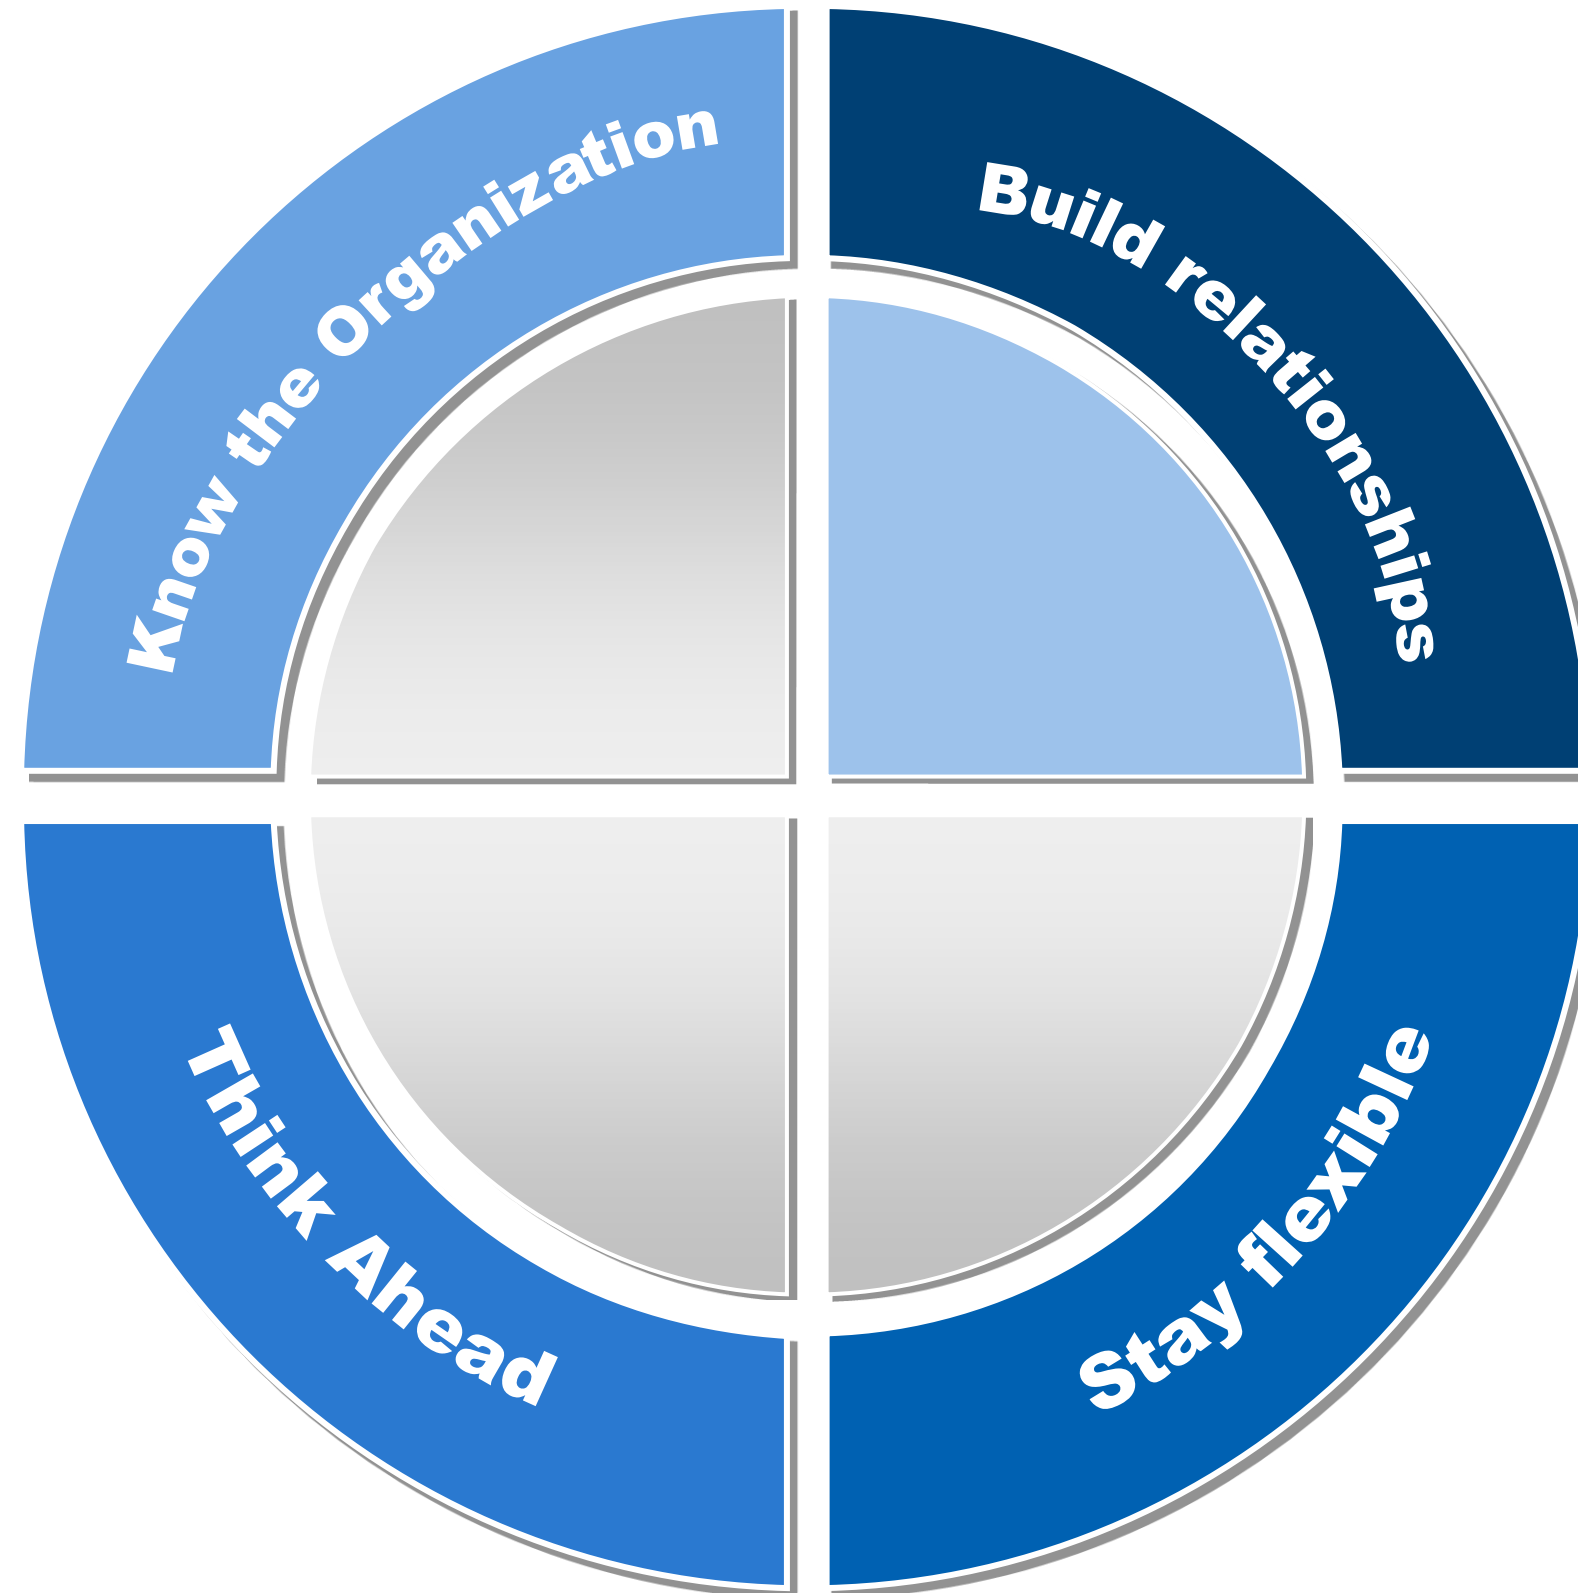 Know the Organization
Build relationships
Think Ahead
Stay flexible